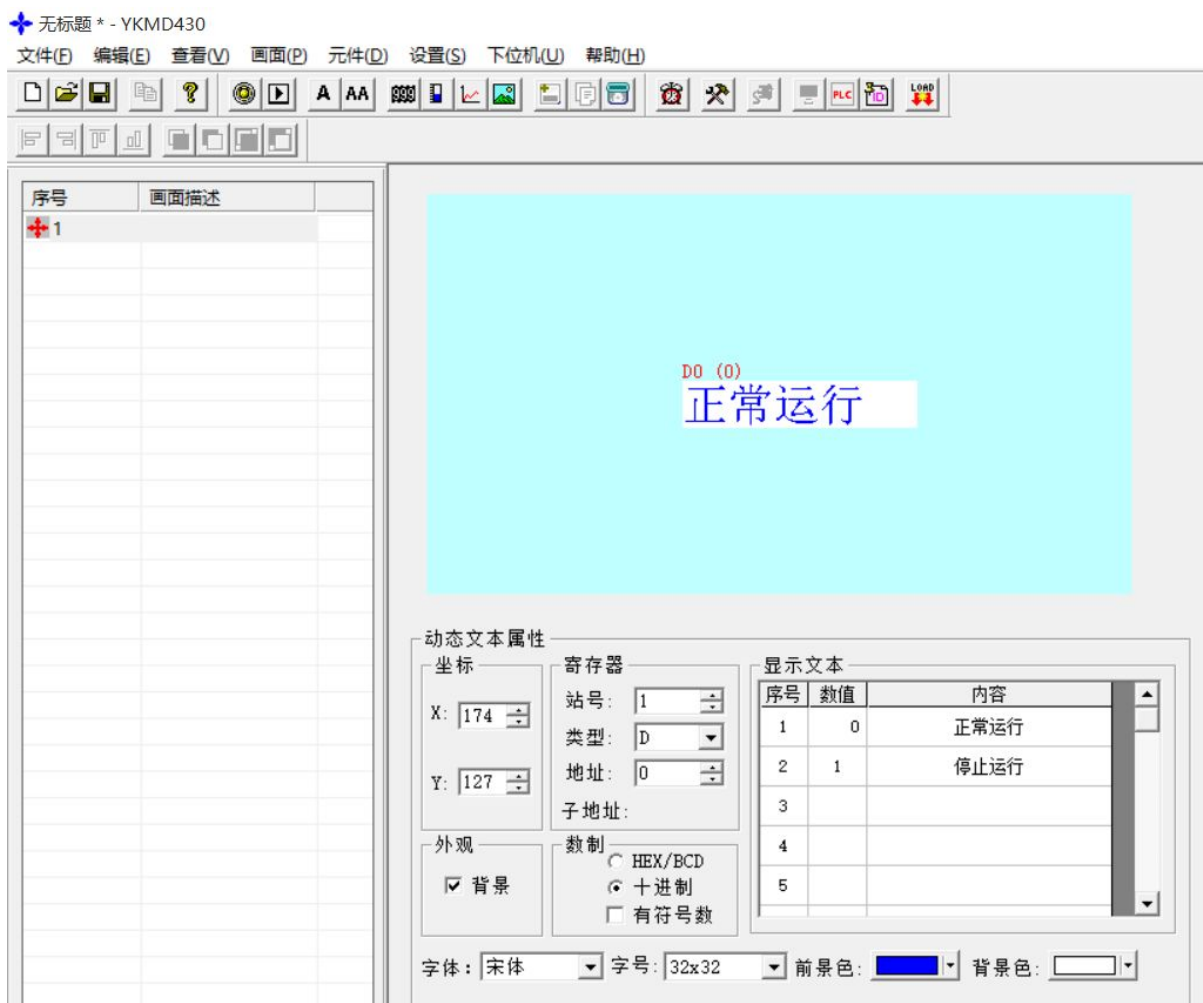 无标题 * - YKMD430
文件(F) 编辑(E) 查看(V) 画面(P) 元件(D) 设置(S) 下位机(U) 帮助(H)
A AA PLC ID LOAD
序号 画面描述
1
D0 (0)
正常运行
动态文本属性
坐标
X: 174
Y: 127
寄存器
站号: 1
类型: D
地址: 0
子地址:
显示文本
序号 数值 内容
1 0 正常运行
2 1 停止运行
3
4
5
外观
背景
数制
HEX/BCD
十进制
有符号数
字体: 宋体 字号: 32x32 前景色: 背景色: